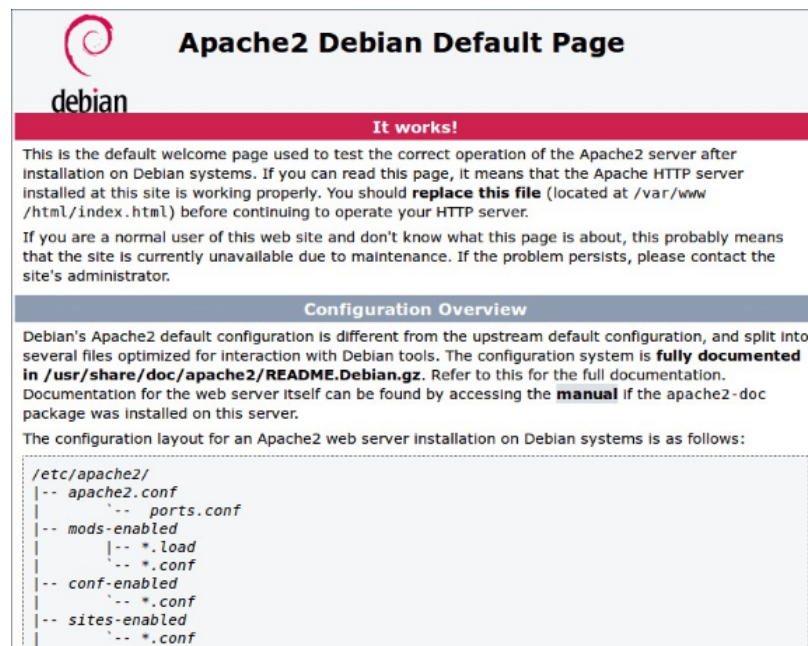 Apache2 Debian Default Page
debian
It works!
This is the default welcome page used to test the correct operation of the Apache2 server after
installation on Debian systems. If you can read this page, it means that the Apache HTTP server
installed at this site is working properly. You should replace this file (located at /var/www
/html/index.html) before continuing to operate your HTTP server.
If you are a normal user of this web site and don't know what this page is about, this probably means
that the site is currently unavailable due to maintenance. If the problem persists, please contact the
site's administrator.
Configuration Overview
Debian's Apache2 default configuration is different from the upstream default configuration, and split into
several files optimized for interaction with Debian tools. The configuration system is fully documented
in /usr/share/doc/apache2/README.Debian.gz. Refer to this for the full documentation.
Documentation for the web server itself can be found by accessing the manual if the apache2-doc
package was installed on this server.
The configuration layout for an Apache2 web server installation on Debian systems is as follows:
/etc/apache2/
|-- apache2.conf
|       `--  ports.conf
|-- mods-enabled
|       |-- *.load
|       `-- *.conf
|-- conf-enabled
|       `-- *.conf
|-- sites-enabled
|       `-- *.conf